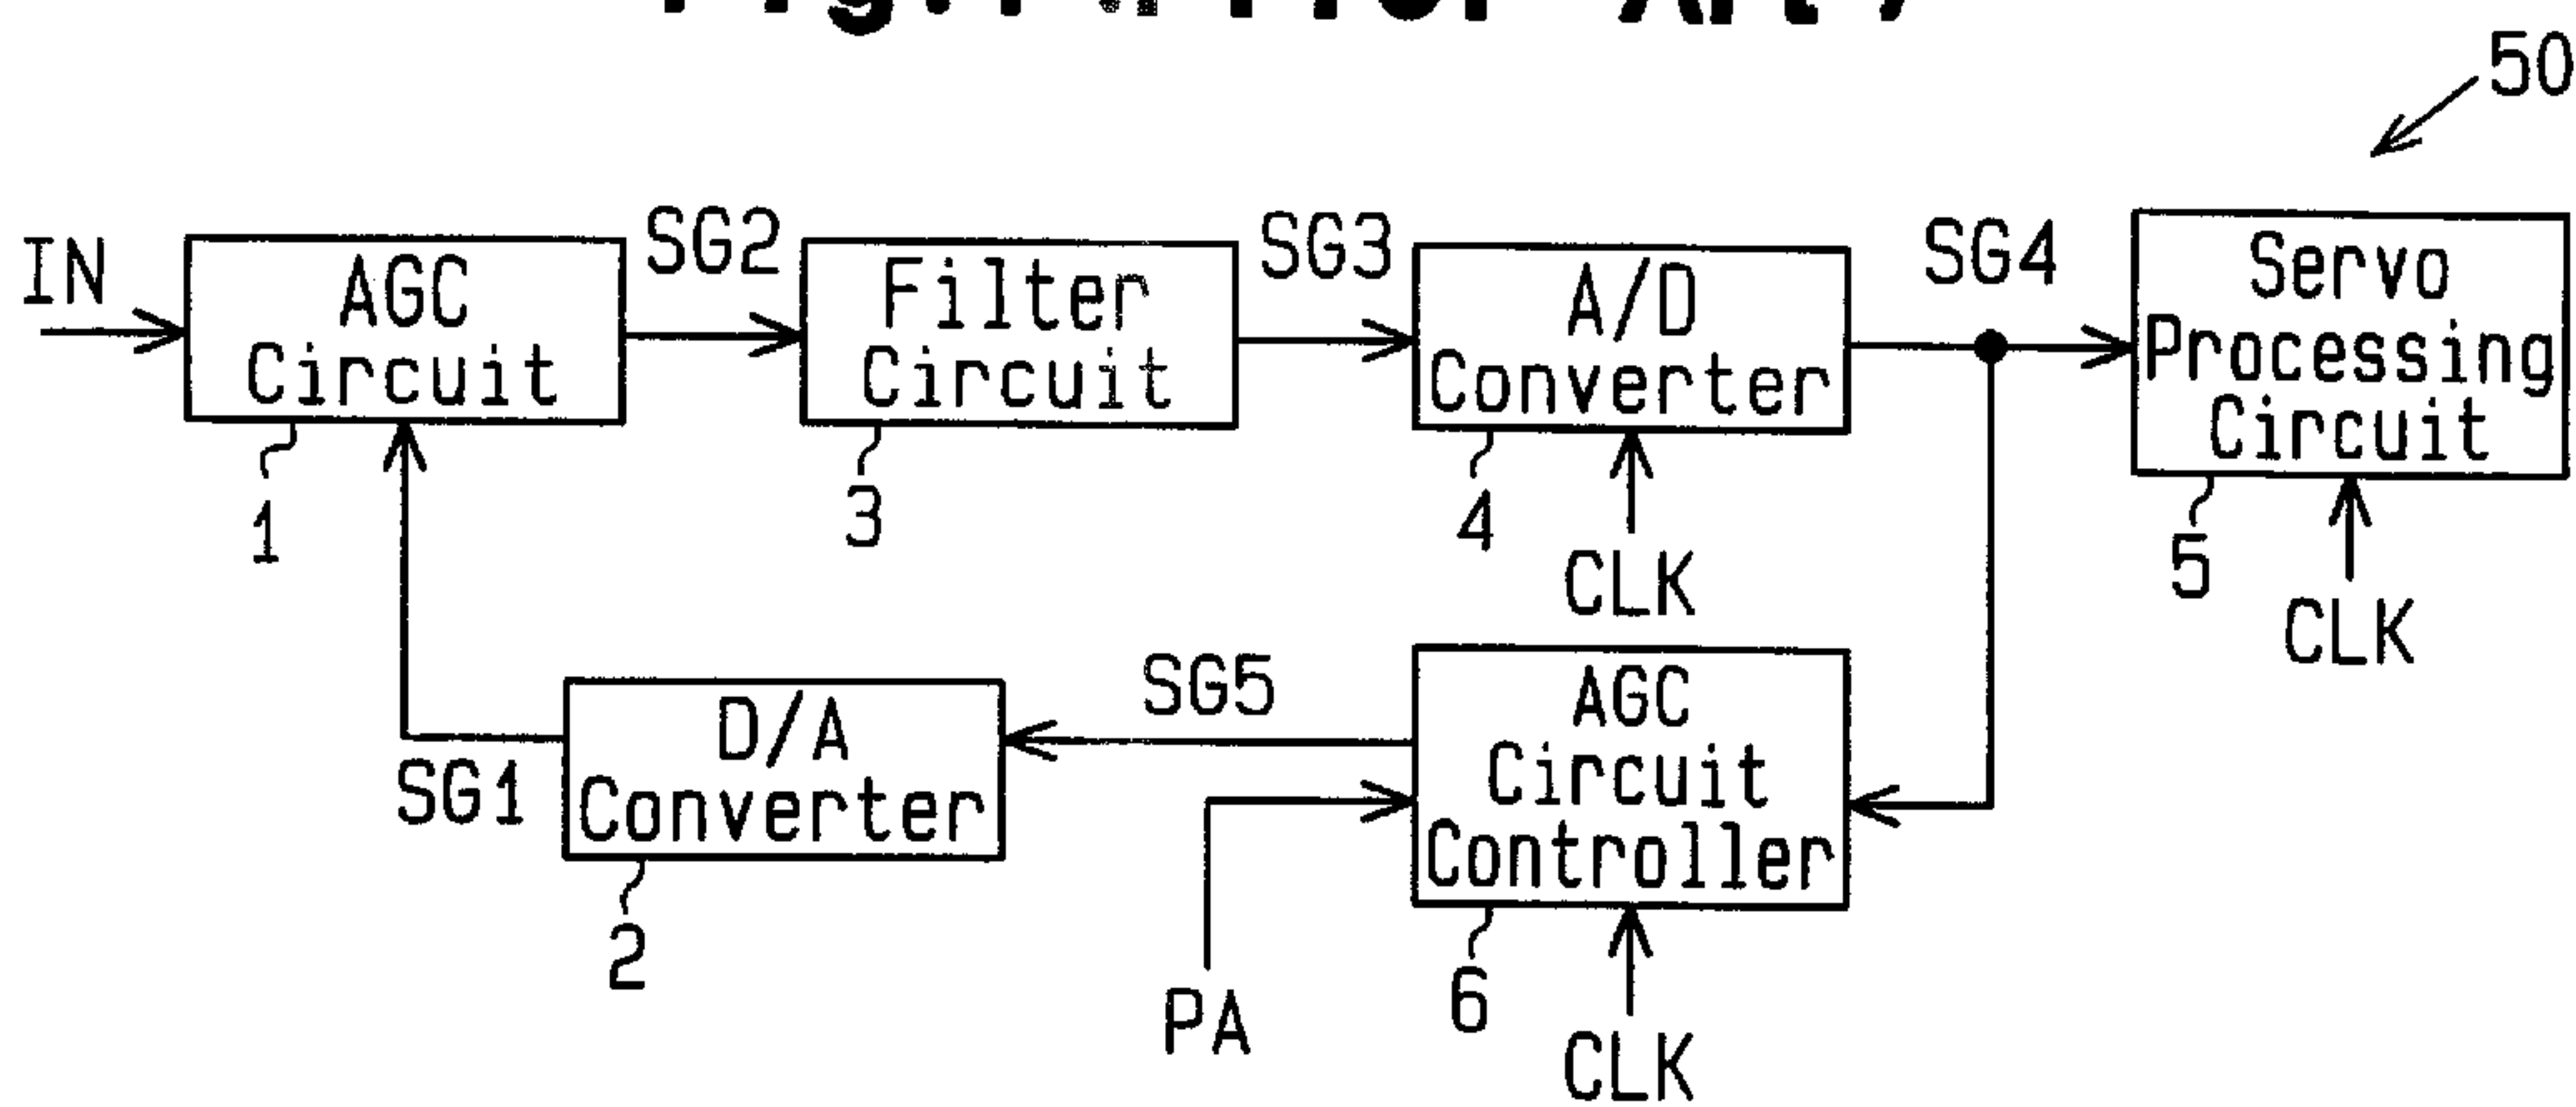 50
IN
AGC
Circuit
SG2
Filter
Circuit
SG3
A/D
Converter
SG4
Servo
Processing
Circuit
1
3
4
CLK
5
CLK
SG1
D/A
Converter
SG5
AGC
Circuit
Controller
2
PA
6
CLK